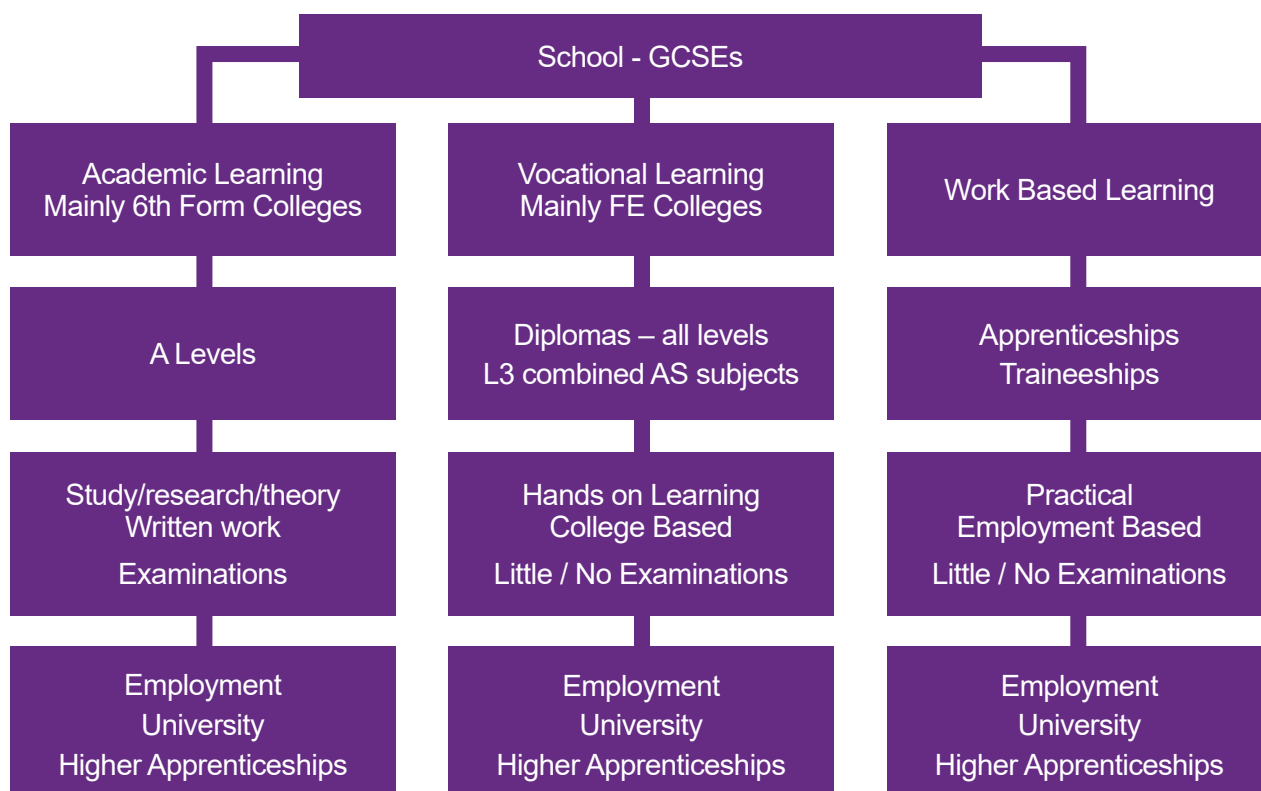 School - GCSEs
Academic Learning
Mainly 6th Form Colleges
A Levels
Study/research/theory
Written work
Examinations
Employment
University
Higher Apprenticeships
Vocational Learning
Mainly FE Colleges
Diplomas – all levels
L3 combined AS subjects
Hands on Learning
College Based
Little / No Examinations
Employment
University
Higher Apprenticeships
Work Based Learning
Apprenticeships
Traineeships
Practical
Employment Based
Little / No Examinations
Employment
University
Higher Apprenticeships